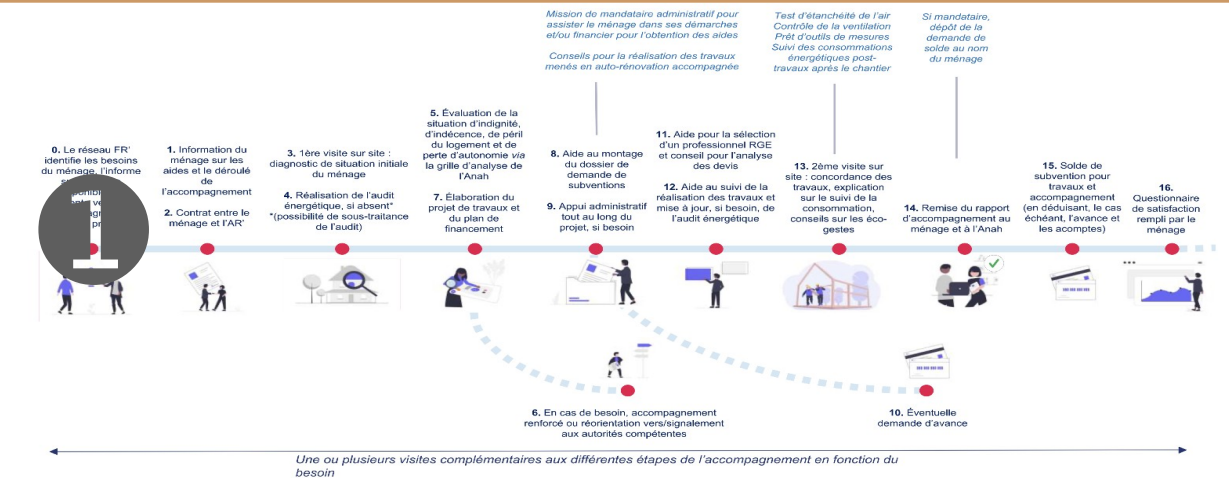 Mission de mandataire administratif pour
assister le ménage dans ses démarches
et/ou financier pour l'obtention des aides
Conseils pour la réalisation des travaux
menés en auto-rénovation accompagnée
Test d'étanchéité de l'air
Contrôle de la ventilation
Prêt d'outils de mesures
Suivi des consommations
énergétiques post-
travaux après le chantier
Si mandataire,
dépôt de la
demande de
solde au nom
du ménage
0. Le réseau FR'
identifie les besoins
du ménage, l'informe
1
1. Information du
ménage sur les
aides et le déroulé
de
l'accompagnement
2. Contrat entre le
ménage et l'AR'
3. 1ère visite sur site :
diagnostic de situation initiale
du ménage
4. Réalisation de l'audit
énergétique, si absent*
*(possibilité de sous-traitance
de l'audit)
5. Évaluation de la
situation d'indignité,
d'indécence, de péril
du logement et de
perte d'autonomie via
la grille d'analyse de
l'Anah
7. Élaboration du
projet de travaux et
du plan de
financement
8. Aide au montage
du dossier de
demande de
subventions
9. Appui administratif
tout au long du
projet, si besoin
11. Aide pour la sélection
d'un professionnel RGE
et conseil pour l'analyse
des devis
12. Aide au suivi de la
réalisation des travaux et
mise à jour, si besoin, de
l'audit énergétique
13. 2ème visite sur
site : concordance des
travaux, explication
sur le suivi de la
consommation,
conseils sur les éco-
gestes
14. Remise du rapport
d'accompagnement au
ménage et à l'Anah
15. Solde de
subvention pour
travaux et
accompagnement
(en déduisant, le cas
échéant, l'avance et
les acomptes)
16.
Questionnaire
de satisfaction
rempli par le
ménage
6. En cas de besoin, accompagnement
renforcé ou réorientation vers/signalement
aux autorités compétentes
10. Éventuelle
demande d'avance
Une ou plusieurs visites complémentaires aux différentes étapes de l'accompagnement en fonction du
besoin